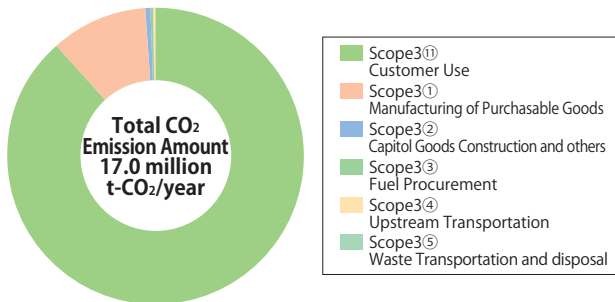 Total CO₂
Emission Amount
17.0 million
t-CO₂/year
Scope3⑪
Customer Use
Scope3①
Manufacturing of Purchasable Goods
Scope3②
Capitol Goods Construction and others
Scope3③
Fuel Procurement
Scope3④
Upstream Transportation
Scope3⑤
Waste Transportation and disposal